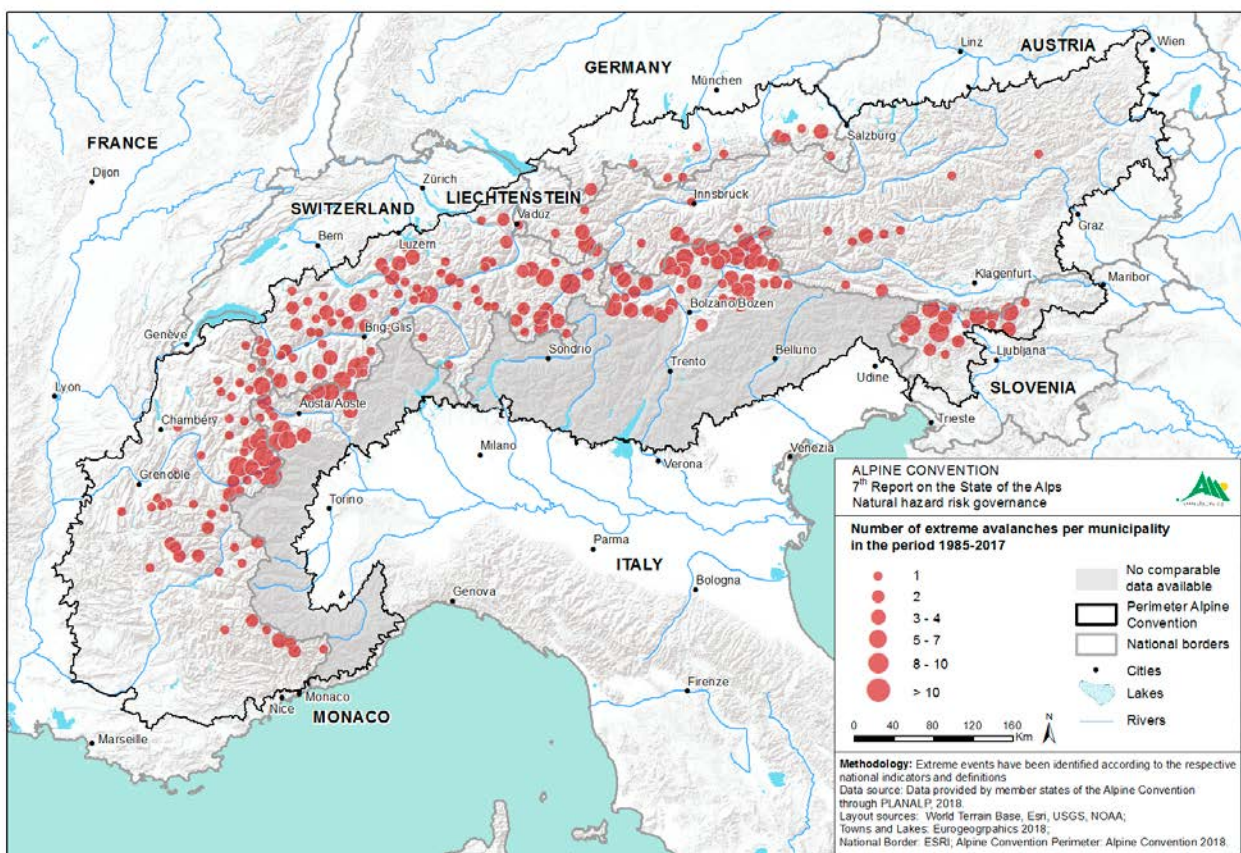 AUSTRIA
Linz
Wien
GERMANY
München
FRANCE
Salzburg
Dijon
Zürich
LIECHTENSTEIN
Innsbruck
SWITZERLAND
Vaduz
Bern
Luzern
Graz
Klagenfurt
Maribor
Bolzano/Bozen
Genève
Brig-Glis
Sondrio
Belluno
Ljubljana
Trento
Udine
SLOVENIA
Lyon
Aosta/Aoste
Chambéry
Trieste
Milano
Venezia
Verona
Grenoble
Torino
Parma
ITALY
Bologna
Genova
Firenze
Monaco
Nice
MONACO
Marseille
ALPINE CONVENTION
7th Report on the State of the Alps
Natural hazard risk governance
Number of extreme avalanches per municipality
in the period 1985-2017
1
2
3 - 4
5 - 7
8 - 10
> 10
No comparable
data available
Perimeter Alpine
Convention
National borders
Cities
Lakes
Rivers
0 40 80 120 160
Km
N
Methodology: Extreme events have been identified according to the respective
national indicators and definitions
Data source: Data provided by member states of the Alpine Convention
through PLANALP, 2018.
Layout sources: World Terrain Base, Esri, USGS, NOAA;
Towns and Lakes: Eurogeogrpahics 2018;
National Border: ESRI; Alpine Convention Perimeter: Alpine Convention 2018.